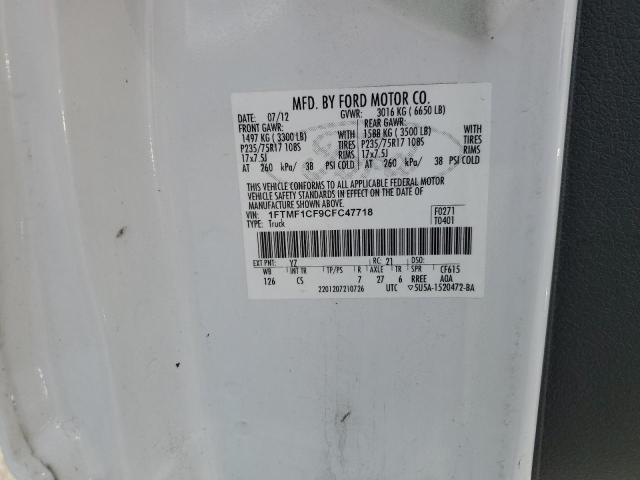 MFD. BY FORD MOTOR CO.
DATE: 07/12 GVWR: 3016 KG ( 6650 LB)
FRONT GAWR: REAR GAWR:
1497 KG ( 3300 LB) WITH 1588 KG ( 3500 LB) WITH
P235/75R17 108S TIRES P235/75R17 108S TIRES
17x7.5J RIMS 17x7.5J RIMS
AT 260 kPa/ 38 PSI COLD AT 260 kPa/ 38 PSI COLD
THIS VEHICLE CONFORMS TO ALL APPLICABLE FEDERAL MOTOR
VEHICLE SAFETY STANDARDS IN EFFECT ON THE DATE OF
MANUFACTURE SHOWN ABOVE.
VIN: 1FTMF1CF9CFC47718 F0271
TYPE: Truck T0401
EXT PNT: YZ RC: 21 DSO:
WB INT TR TP/PS R AXLE TR SPR CF615
126 CS 7 27 6 RREE AQA
2201207210726 UTC ▽5U5A-1520472-BA